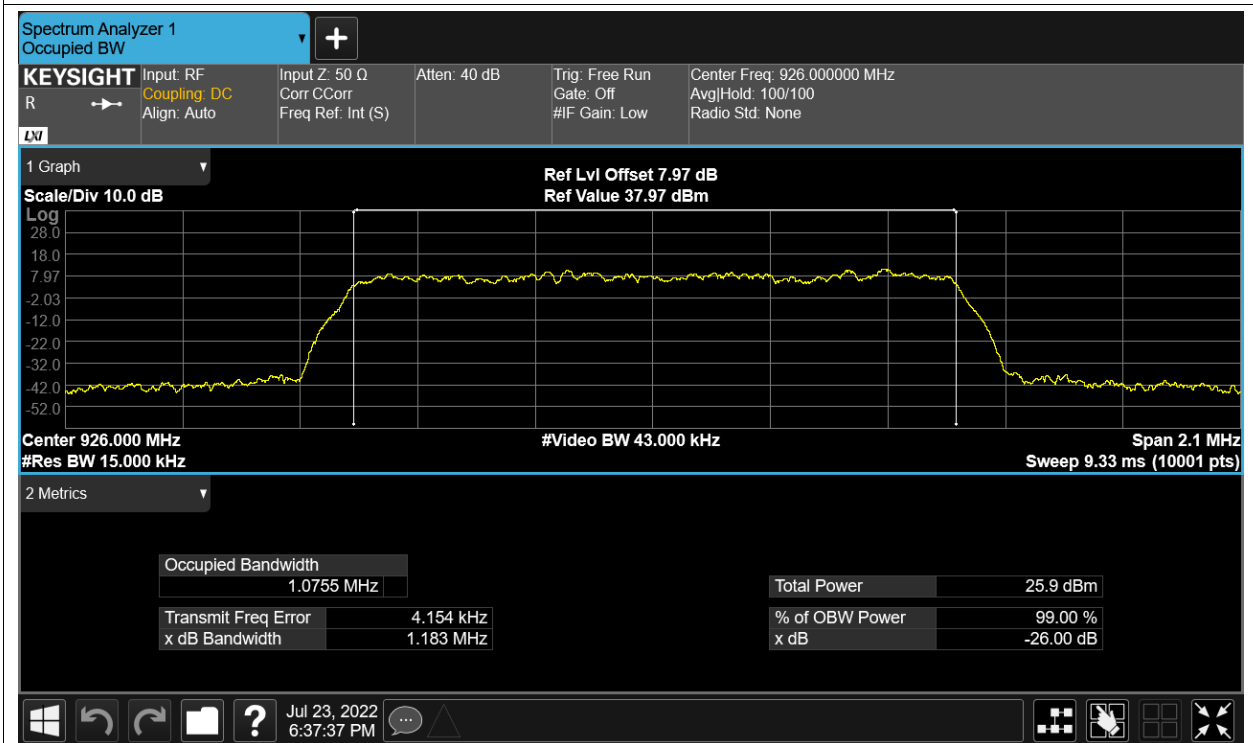 Spectrum Analyzer 1
Occupied BW
KEYSIGHT
R
LXI
Input: RF
Coupling: DC
Align: Auto
Input Z: 50 Ω
Corr CCorr
Freq Ref: Int (S)
Atten: 40 dB
Trig: Free Run
Gate: Off
#IF Gain: Low
Center Freq: 926.000000 MHz
Avg|Hold: 100/100
Radio Std: None
1 Graph
Scale/Div 10.0 dB
Ref Lvl Offset 7.97 dB
Ref Value 37.97 dBm
Log
28.0
18.0
7.97
-2.03
-12.0
-22.0
-32.0
-42.0
-52.0
Center 926.000 MHz
#Video BW 43.000 kHz
Span 2.1 MHz
#Res BW 15.000 kHz
Sweep 9.33 ms (10001 pts)
2 Metrics
Occupied Bandwidth
1.0755 MHz
Total Power 25.9 dBm
Transmit Freq Error 4.154 kHz
% of OBW Power 99.00 %
x dB Bandwidth 1.183 MHz
x dB -26.00 dB
?
Jul 23, 2022
6:37:37 PM